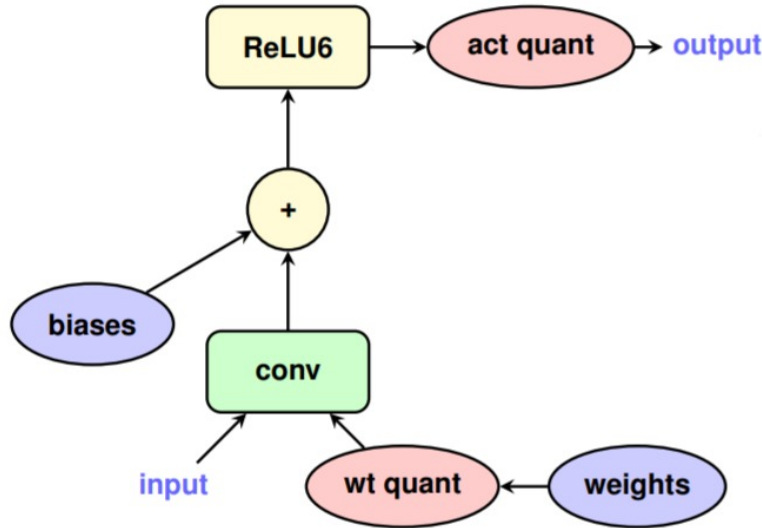 ReLU6
act quant
output
+
biases
conv
input
wt quant
weights